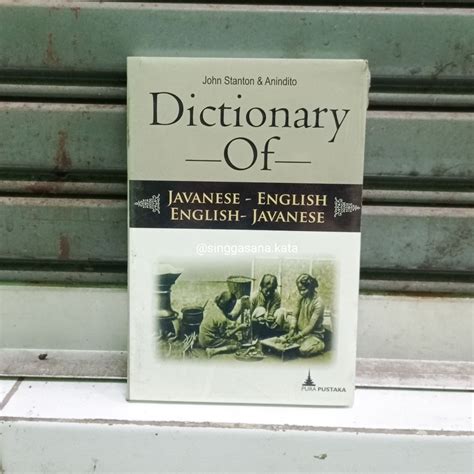 John Stanton & Anindito
Dictionary
Of
JAVANESE - ENGLISH
ENGLISH- JAVANESE
@singgasana.kata
PURA PUSTAKA